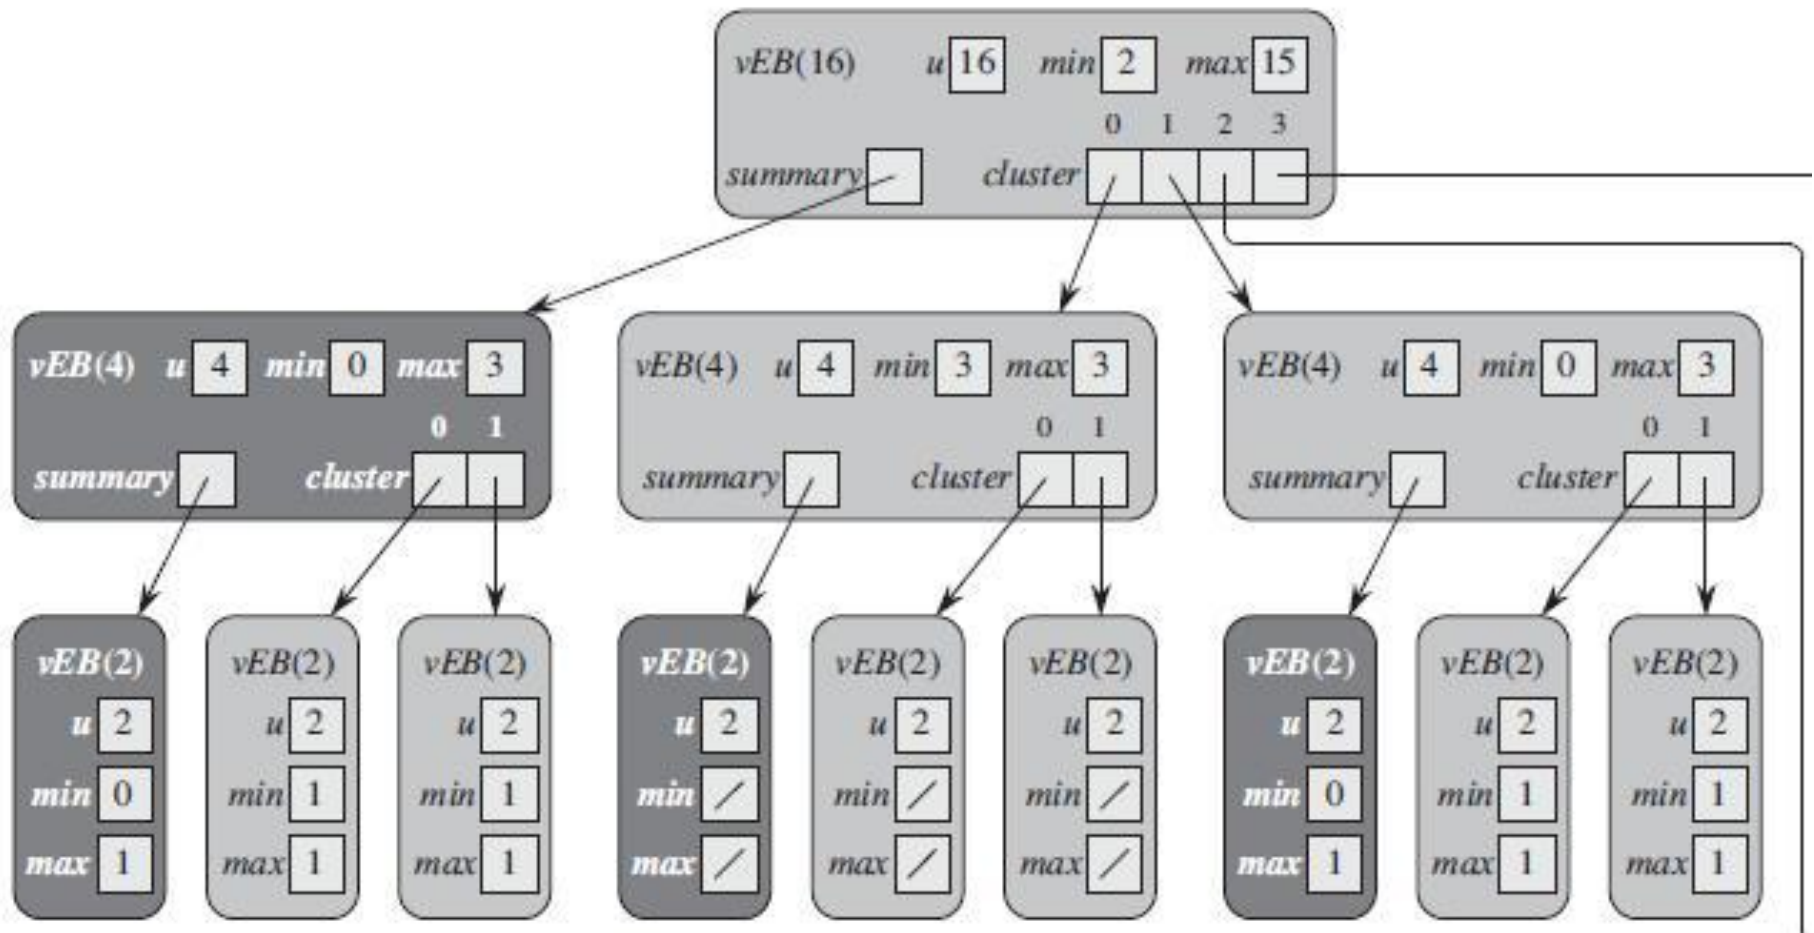 vEB(16) u 16 min 2 max 15
0 1 2 3
summary cluster
vEB(4) u 4 min 0 max 3
0 1
summary cluster
vEB(4) u 4 min 3 max 3
0 1
summary cluster
vEB(4) u 4 min 0 max 3
0 1
summary cluster
vEB(2)
u 2
min 0
max 1
vEB(2)
u 2
min 1
max 1
vEB(2)
u 2
min 1
max 1
vEB(2)
u 2
min /
max /
vEB(2)
u 2
min /
max /
vEB(2)
u 2
min /
max /
vEB(2)
u 2
min 0
max 1
vEB(2)
u 2
min 1
max 1
vEB(2)
u 2
min 1
max 1